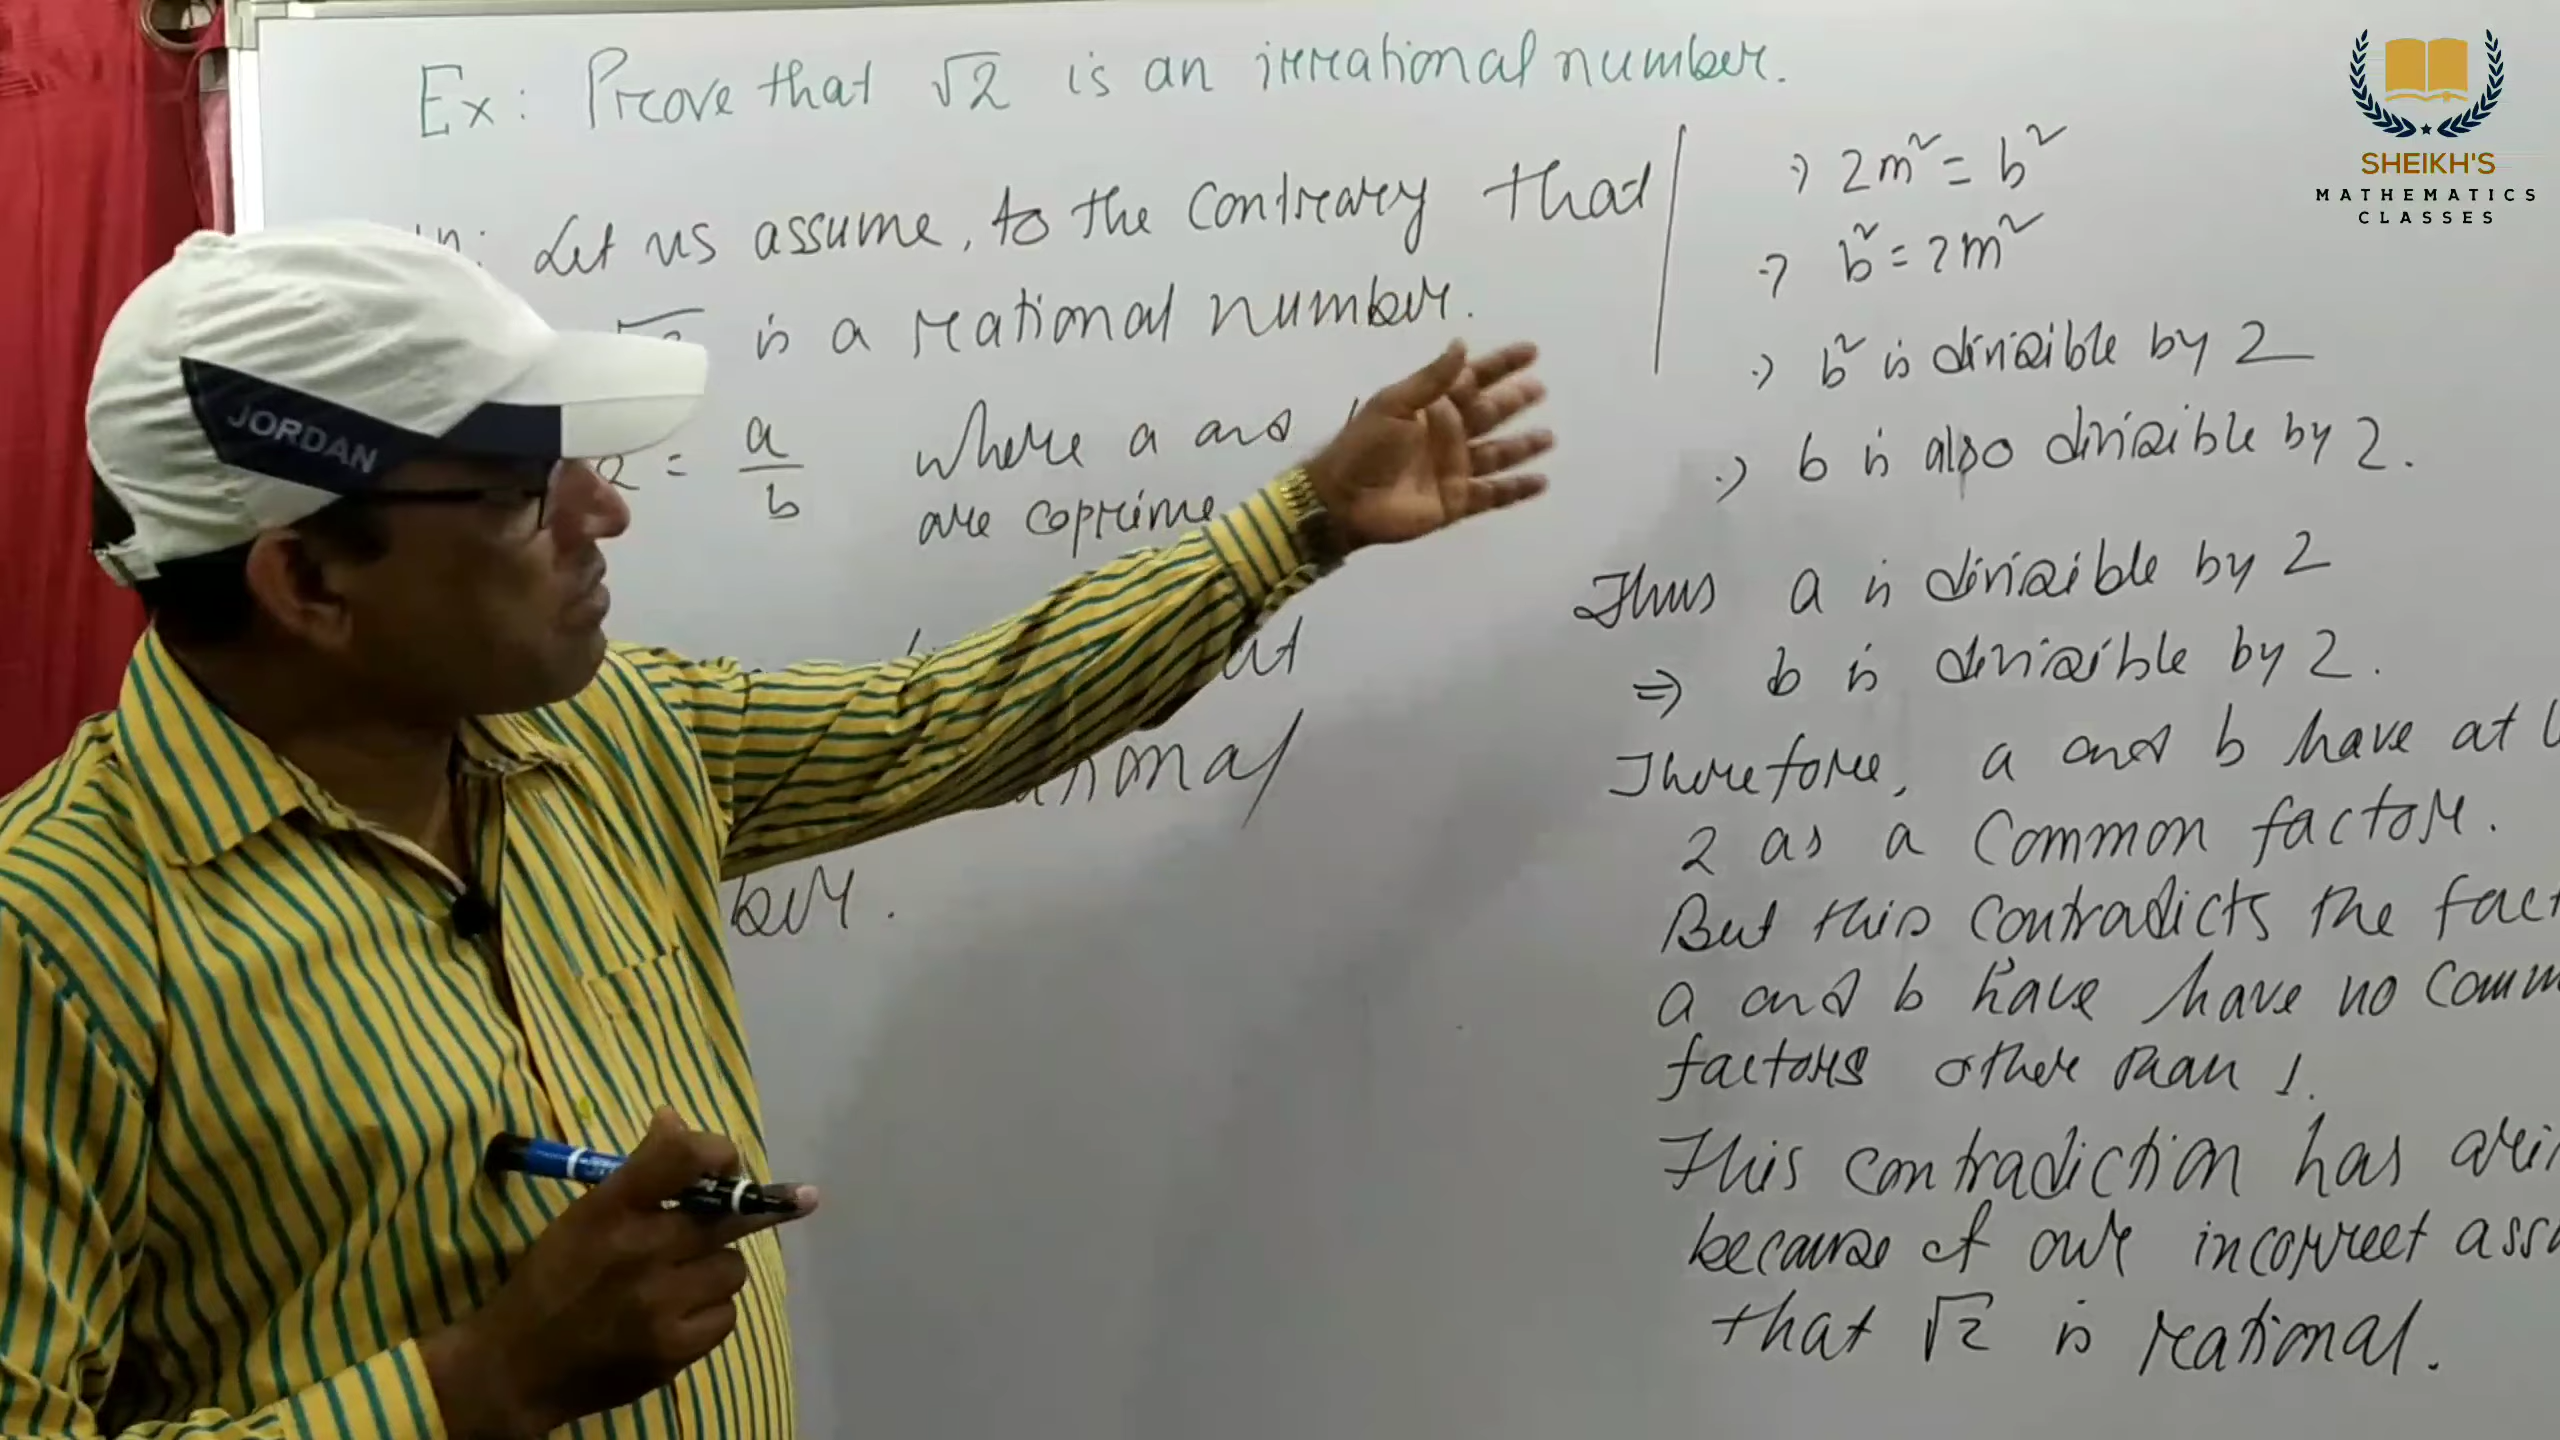 Ex: Prove that √2 is an irrational number.
Let us assume, to the contrary that
is a rational number.
2 = a/b where a and
are coprime
ber.
⇒ 2m² = b²
⇒ b² = 2m²
⇒ b² is divisible by 2
⇒ b is also divisible by 2.
Thus a is divisible by 2
⇒ b is divisible by 2.
Therefore, a and b have at
2 as a common factor.
But this contradicts the fact
a and b have have no comm
factors other than 1.
This contradiction has
because of our incorrect ass
that √2 is rational.
JORDAN
SHEIKH'S
MATHEMATICS
CLASSES